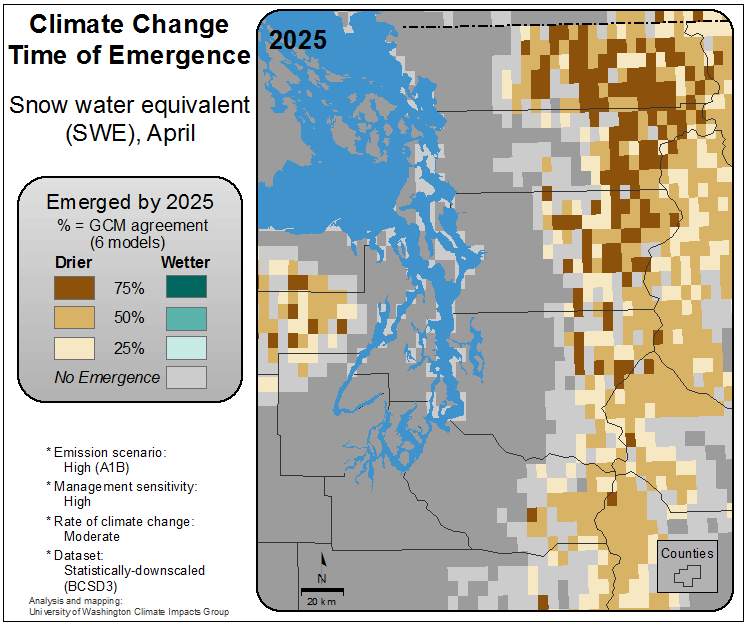 Climate Change
Time of Emergence
Snow water equivalent
(SWE), April
Emerged by 2025
% = GCM agreement
(6 models)
Drier Wetter
75%
50%
25%
No Emergence
* Emission scenario:
High (A1B)
* Management sensitivity:
High
* Rate of climate change:
Moderate
* Dataset:
Statistically-downscaled
(BCSD3)
Analysis and mapping:
University of Washington Climate Impacts Group
2025
N
20 km
Counties